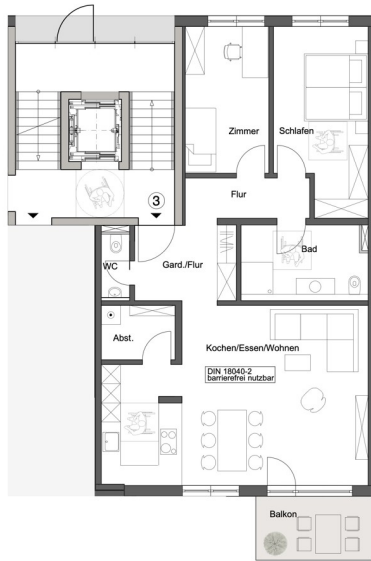 Zimmer
Schlafen
Flur
3
WC
Gard./Flur
Bad
Abst.
Kochen/Essen/Wohnen
DIN 18040-2
barrierefrei nutzbar
Balkon